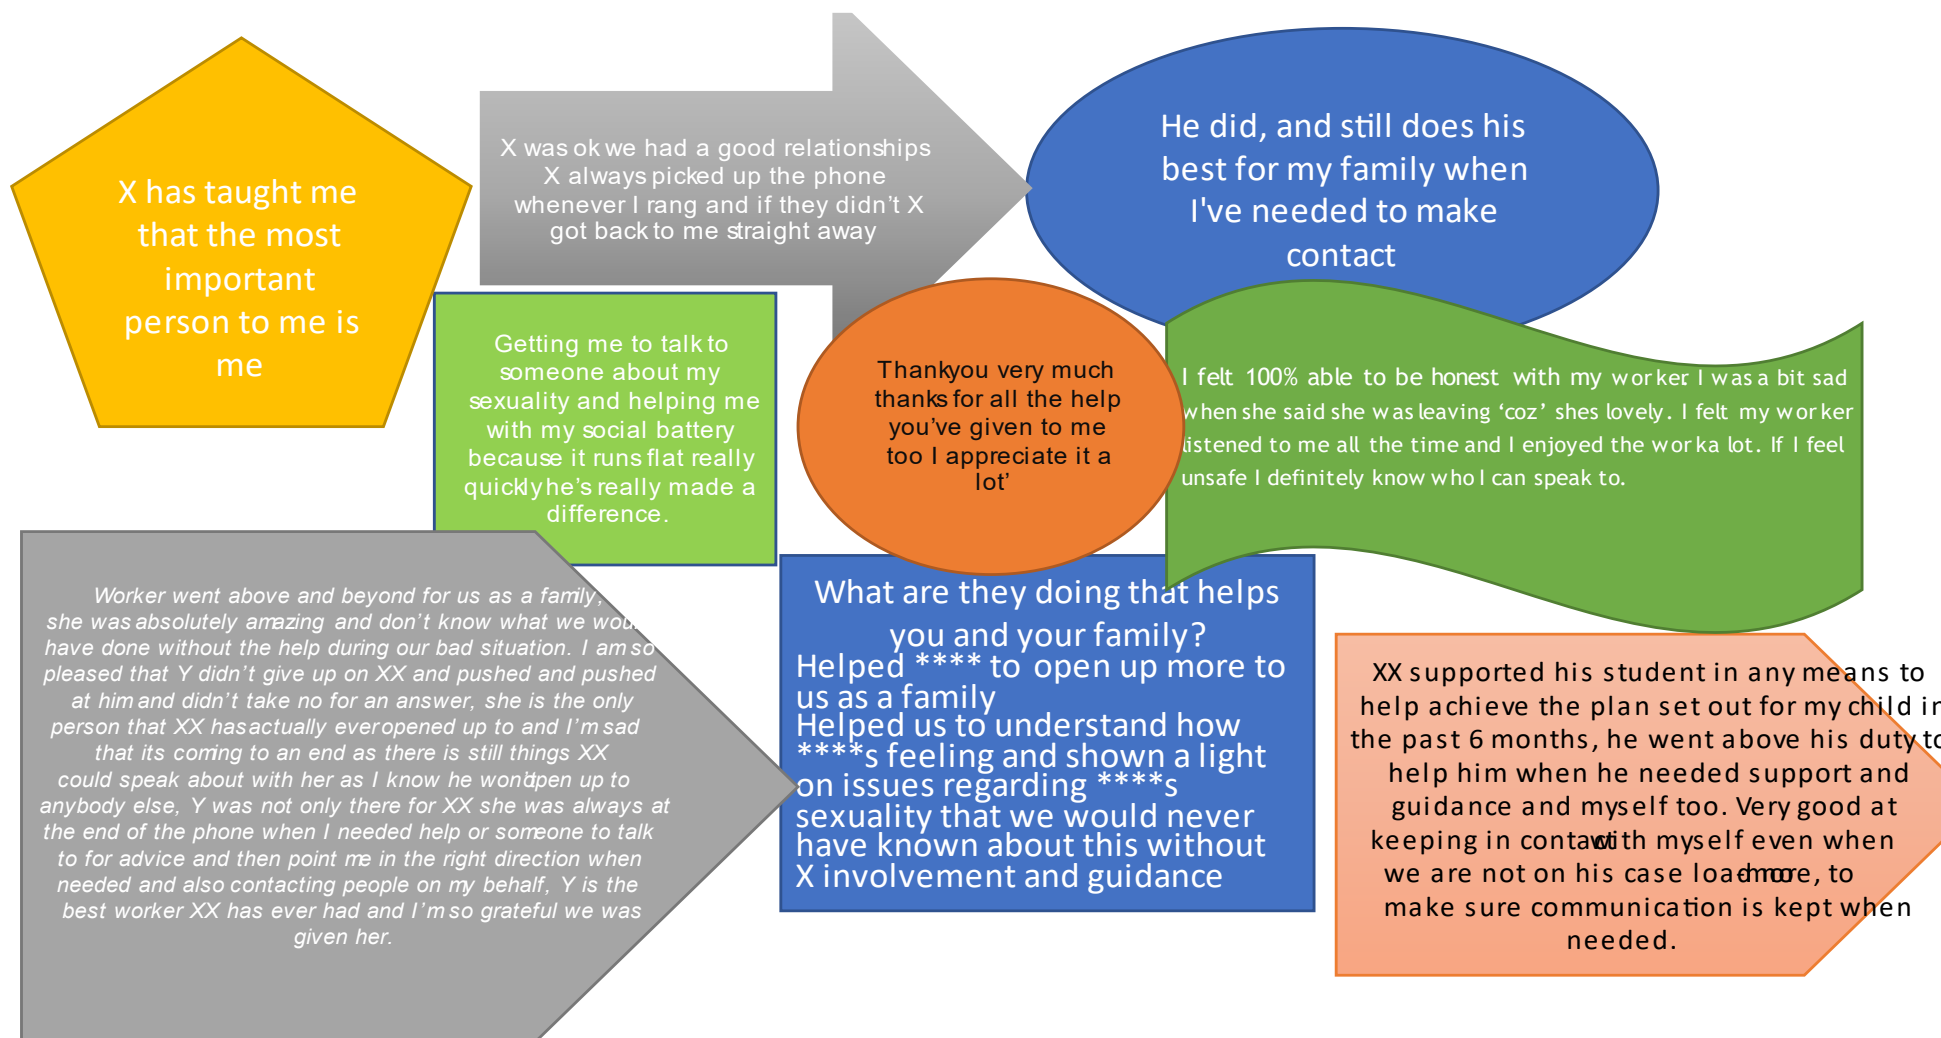 X has taught me
that the most
important
person to me is
me
X was ok we had a good relationships
X always picked up the phone
whenever I rang and if they didn’t X
got back to me straight away
He did, and still does his
best for my family when
I've needed to make
contact
Getting me to talk to
someone about my
sexuality and helping me
with my social battery
because it runs flat really
quickly he’s really made a
difference.
Thankyou very much
thanks for all the help
you’ve given to me
too I appreciate it a
lot’
I felt 100% able to be honest with my worker. I was a bit sad
when she said she was leaving ‘coz’ shes lovely. I felt my worker
listened to me all the time and I enjoyed the work a lot. If I feel
unsafe I definitely know who I can speak to.
Worker went above and beyond for us as a family,
she was absolutely amazing and don’t know what we would
have done without the help during our bad situation. I am so
pleased that Y didn’t give up on XX and pushed and pushed
at him and didn’t take no for an answer, she is the only
person that XX has actually ever opened up to and I’m sad
that its coming to an end as there is still things XX
could speak about with her as I know he won’t open up to
anybody else, Y was not only there for XX she was always at
the end of the phone when I needed help or someone to talk
to for advice and then point me in the right direction when
needed and also contacting people on my behalf, Y is the
best worker XX has ever had and I’m so grateful we was
given her.
What are they doing that helps
you and your family?
Helped **** to open up more to
us as a family
Helped us to understand how
****s feeling and shown a light
on issues regarding ****s
sexuality that we would never
have known about this without
X involvement and guidance
XX supported his student in any means to
help achieve the plan set out for my child in
the past 6 months, he went above his duty to
help him when he needed support and
guidance and myself too. Very good at
keeping in contact with myself even when
we are not on his case load no-more, to
make sure communication is kept when
needed.